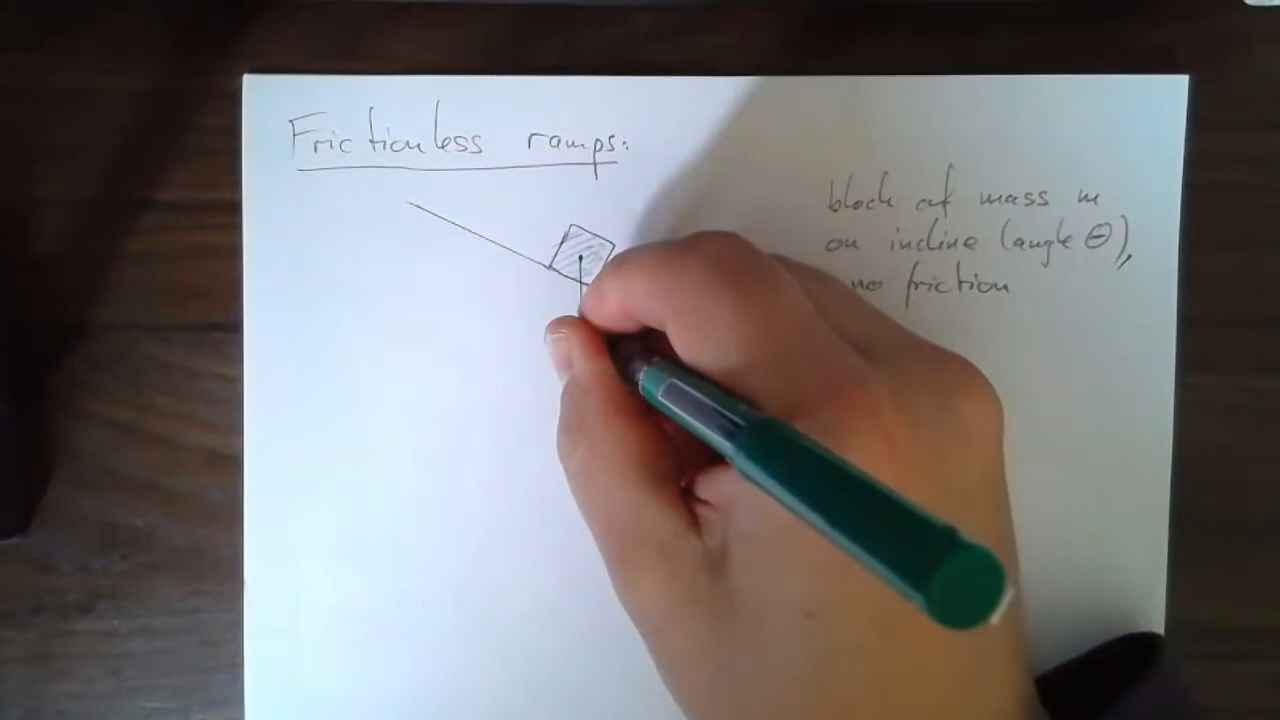 Frictionless ramps:
block of mass m
on incline (angle θ),
no friction